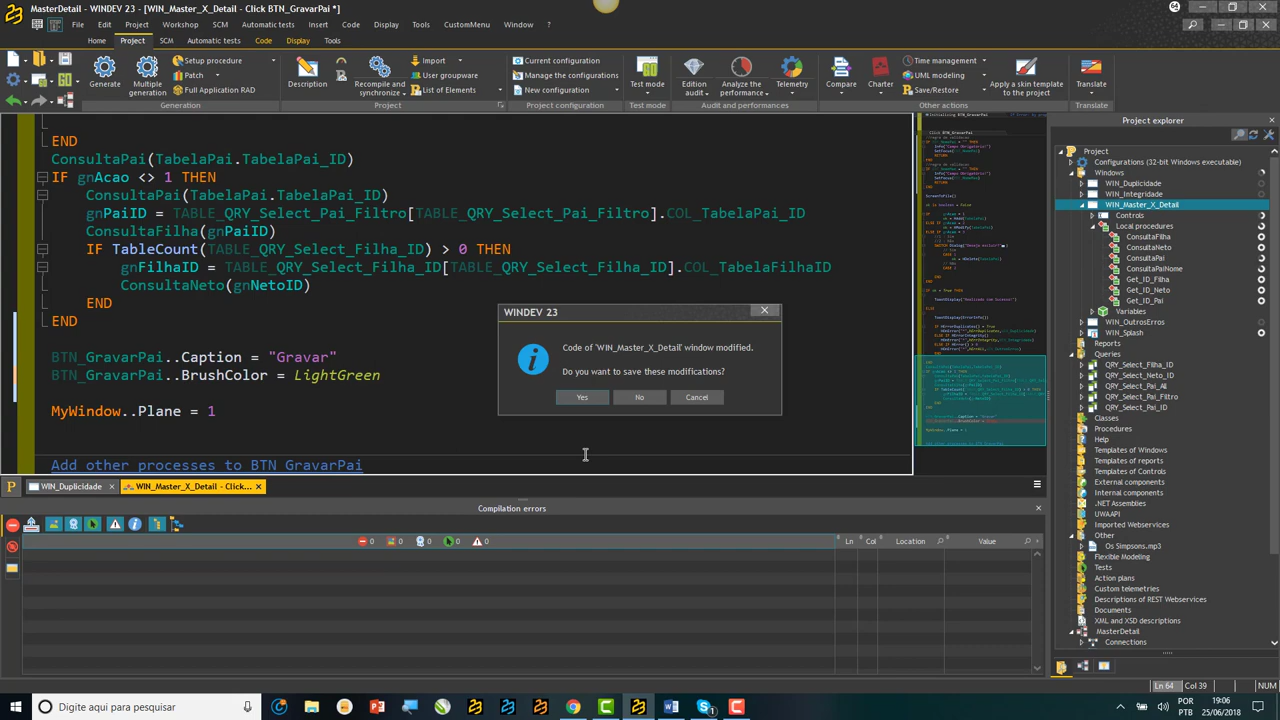 MasterDetail - WINDEV 23 - [WIN_Master_X_Detail - Click BTN_GravarPai *]
64
File Edit Project Workshop SCM Automatic tests Insert Code Display Tools CustomMenu Window ?
Home Project SCM Automatic tests Code Display Tools
Generate
Multiple generation
Setup procedure
Patch
Full Application RAD
Generation
Description
Recompile and synchronize
Import
User groupware
List of Elements
Project
Current configuration
Manage the configurations
New configuration
Project configuration
Test mode
Test mode
Edition audit
Analyze the performance
Telemetry
Audit and performances
Compare
Charter
Time management
UML modeling
Save/Restore
Apply a skin template to the project
Other actions
Translate
Translate
END
ConsultaPai(TabelaPai.TabelaPai_ID)
IF gnAcao <> 1 THEN
ConsultaPai(TabelaPai.TabelaPai_ID)
gnPaiID = TABLE_QRY_Select_Pai_Filtro[TABLE_QRY_Select_Pai_Filtro].COL_TabelaPai_ID
ConsultaFilha(gnPaiID)
IF TableCount(TABLE_QRY_Select_Filha_ID) > 0 THEN
gnFilhaID = TABLE_QRY_Select_Filha_ID[TABLE_QRY_Select_Filha_ID].COL_TabelaFilhaID
ConsultaNeto(gnNetoID)
END
END
BTN_GravarPai..Caption = "Gravar"
BTN_GravarPai..BrushColor = LightGreen
MyWindow..Plane = 1
Add other processes to BTN_GravarPai
WINDEV 23
Code of 'WIN_Master_X_Detail' window modified.
Do you want to save these modifications?
Yes No Cancel
WIN_Duplicidade
WIN_Master_X_Detail - Click...
Compilation errors
0 0 0 0 0 Ln Col Location Value
Project explorer
Project
Configurations (32-bit Windows executable)
Windows
WIN_Duplicidade
WIN_Integridade
WIN_Master_X_Detail
Controls
Local procedures
ConsultaFilha
ConsultaNeto
ConsultaPai
ConsultaPaiNome
Get_ID_Filha
Get_ID_Neto
Get_ID_Pai
Variables
WIN_OutrosErros
WIN_Splash
Reports
Queries
QRY_Select_Filha_ID
QRY_Select_Neto_ID
QRY_Select_Pai_All
QRY_Select_Pai_Filtro
QRY_Select_Pai_ID
Classes
Procedures
Help
Templates of Windows
Templates of reports
Templates of Controls
External components
Internal components
.NET Assemblies
UWAAPI
Imported Webservices
Other
Os Simpsons.mp3
Flexible Modeling
Tests
Action plans
Custom telemetries
Descriptions of REST Webservices
Documents
XML and XSD descriptions
MasterDetail
Connections
Ln 64 Col 39 NUM
Digite aqui para pesquisar
POR
PTB
19:06
25/06/2018